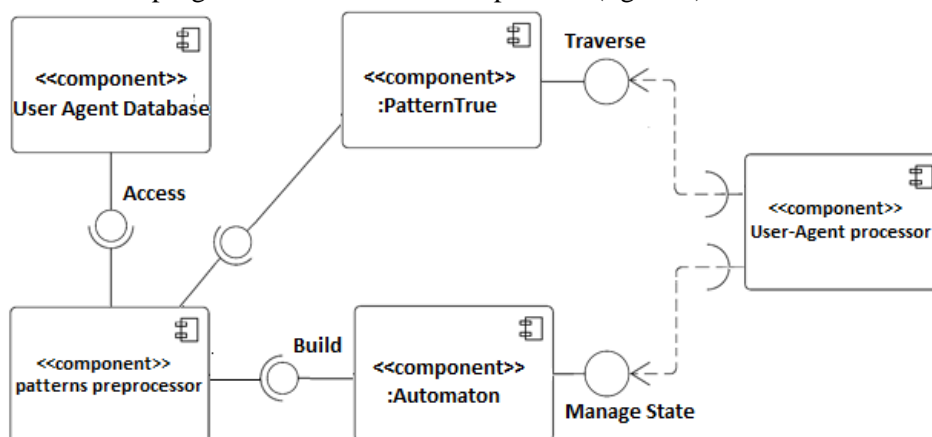 <<component>>
User Agent Database
<<component>>
:PatternTrue
Traverse
Access
<<component>>
User-Agent processor
<<component>>
patterns preprocessor
Build
<<component>>
:Automaton
Manage State